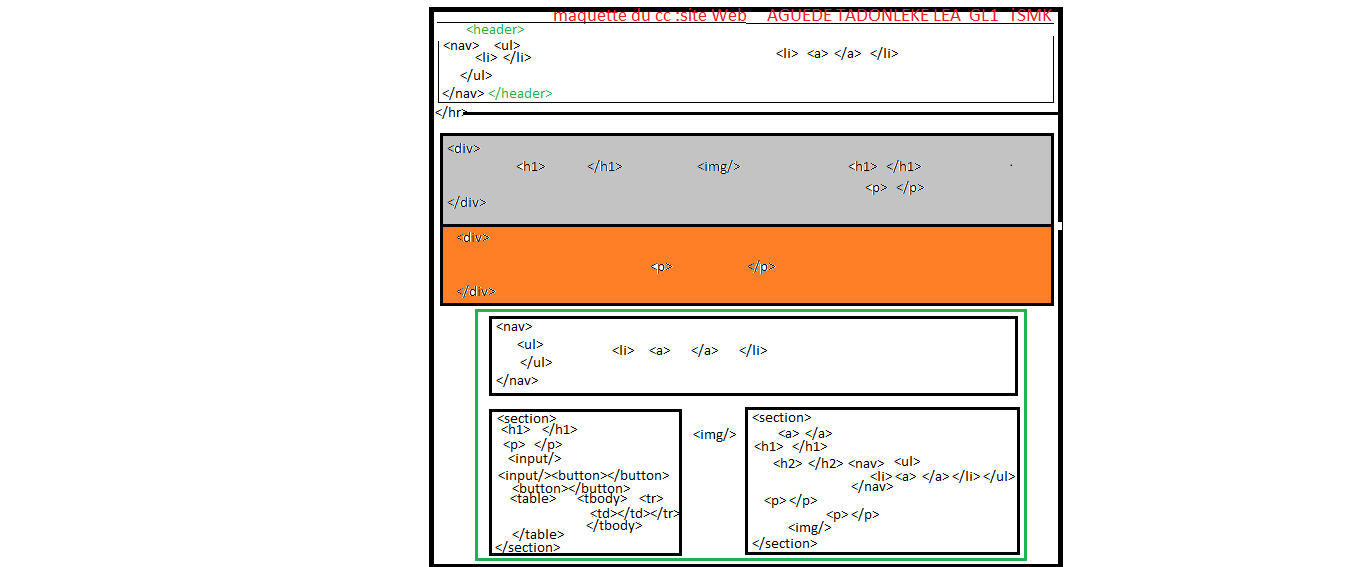 maquette du cc :site Web AGUEDE TADONLEKE LEA GL1 iSMK
<header>
<nav> <ul>
<li> </li> <li> <a> </a> </li>
</ul>
</nav> </header>
</hr>
<div>
<h1> </h1> <img/> <h1> </h1>
<p> </p>
</div>
<div>
<p> </p>
</div>
<nav>
<ul>
<li> <a> </a> </li>
</ul>
</nav>
<section>
<h1> </h1>
<p> </p>
<input/>
<input/><button></button>
<button></button>
<table> <tbody> <tr>
<td></td></tr>
</tbody>
</table>
</section>
<img/>
<section>
<a> </a>
<h1> </h1>
<h2> </h2> <nav> <ul>
<li> <a> </a> </li> </ul>
</nav>
<p> </p>
<p> </p>
<img/>
</section>